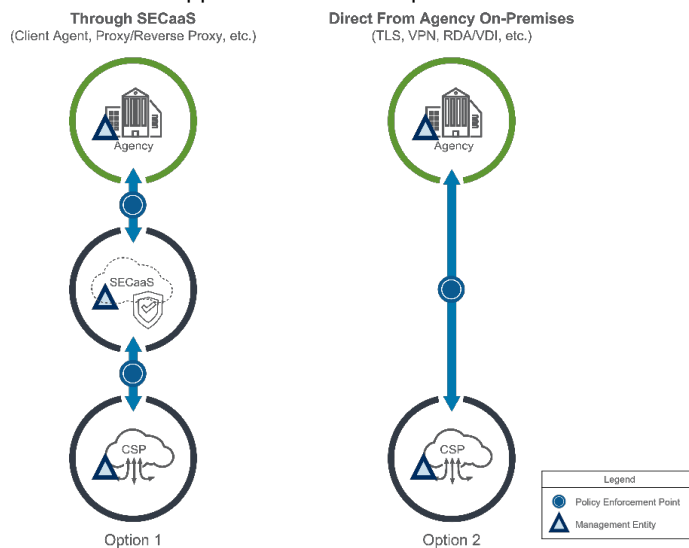 Through SECaaS
(Client Agent, Proxy/Reverse Proxy, etc.)
Direct From Agency On-Premises
(TLS, VPN, RDA/VDI, etc.)
Agency
Agency
SECaaS
CSP
CSP
Option 1
Option 2
Legend
Policy Enforcement Point
Management Entity